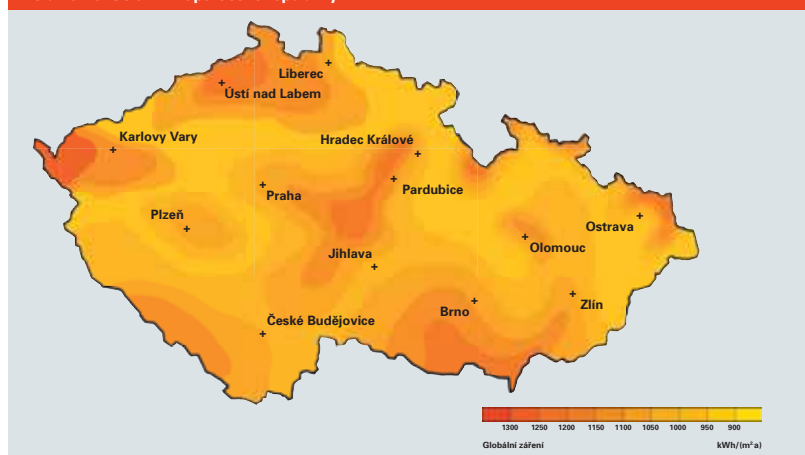 Liberec
Ústí nad Labem
Karlovy Vary
Hradec Králové
Praha
Pardubice
Plzeň
Ostrava
Olomouc
Jihlava
Brno
Zlín
České Budějovice
1300 1250 1200 1150 1100 1050 1000 950 900
Globální záření kWh/(m²a)